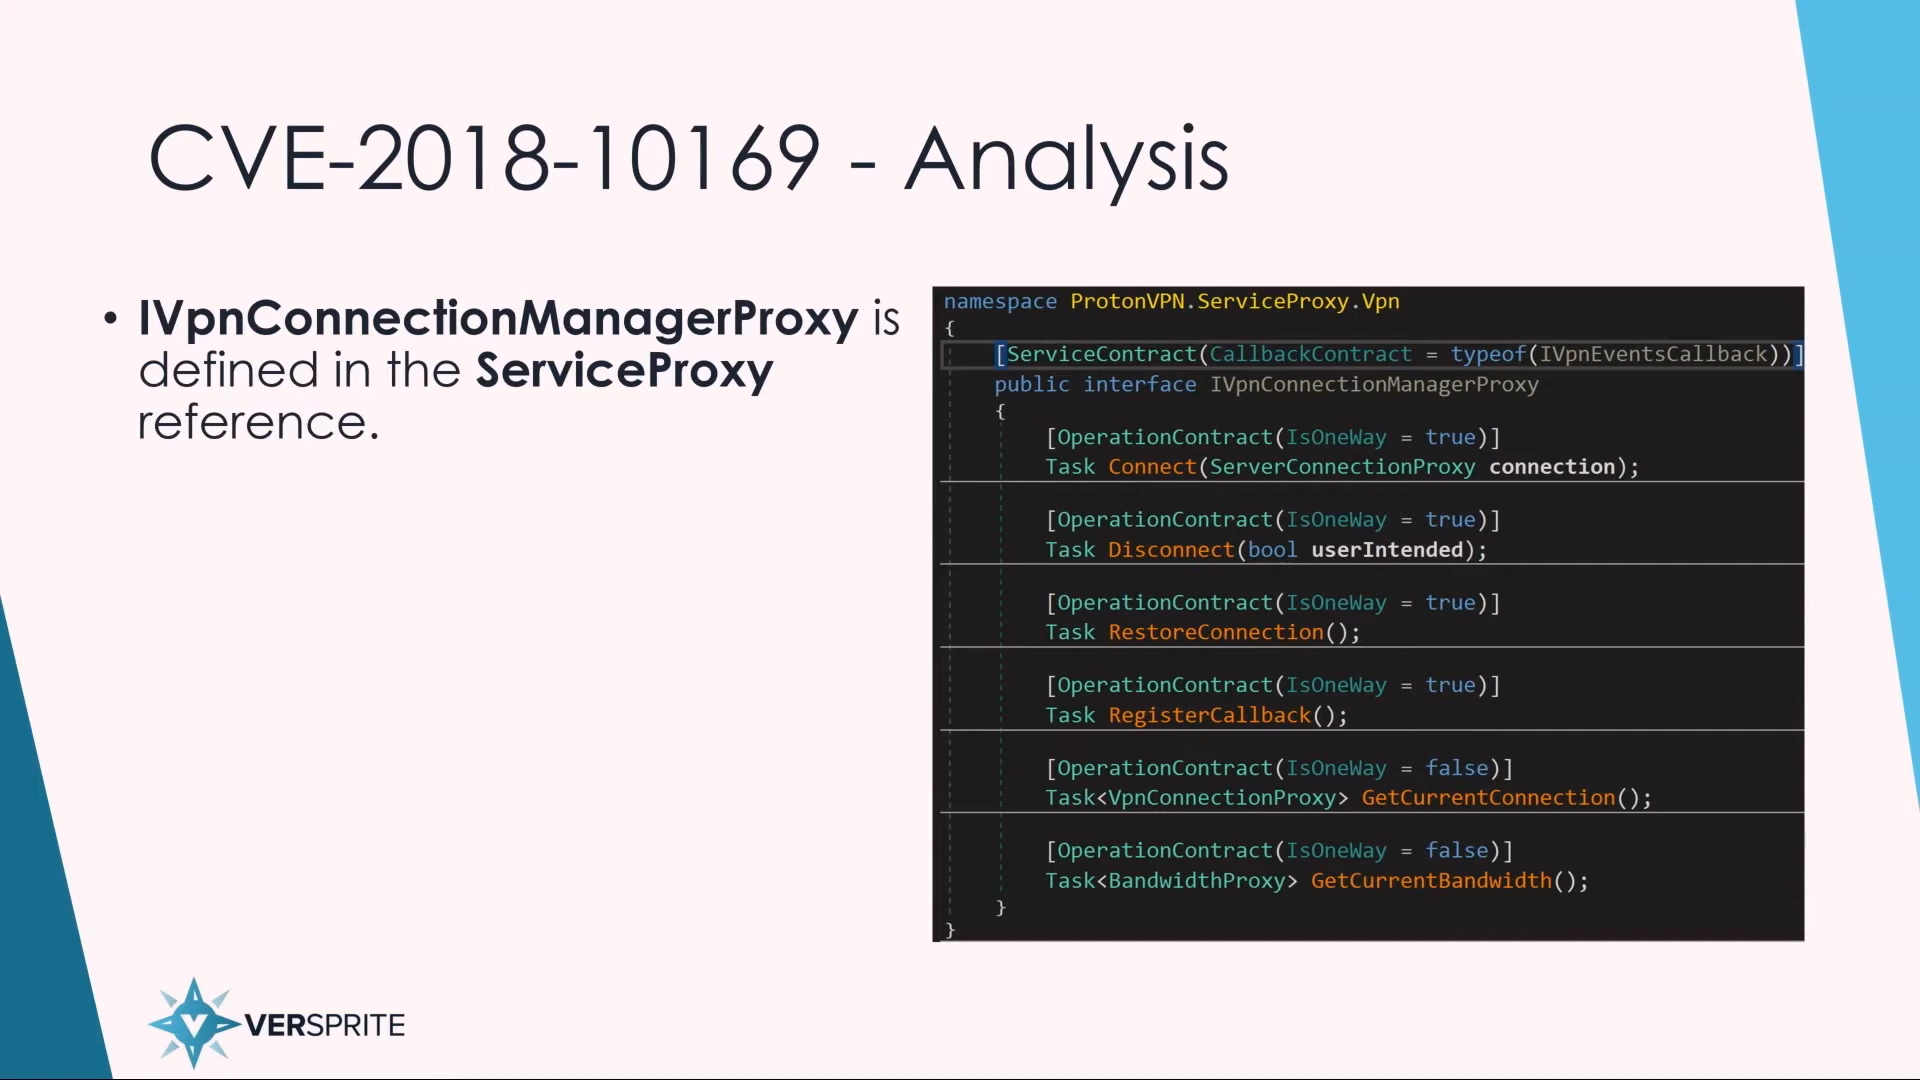 CVE-2018-10169 - Analysis
• IVpnConnectionManagerProxy is
defined in the ServiceProxy
reference.
namespace ProtonVPN.ServiceProxy.Vpn
{
[ServiceContract(CallbackContract = typeof(IVpnEventsCallback))]
public interface IVpnConnectionManagerProxy
{
[OperationContract(IsOneWay = true)]
Task Connect(ServerConnectionProxy connection);
[OperationContract(IsOneWay = true)]
Task Disconnect(bool userIntended);
[OperationContract(IsOneWay = true)]
Task RestoreConnection();
[OperationContract(IsOneWay = true)]
Task RegisterCallback();
[OperationContract(IsOneWay = false)]
Task<VpnConnectionProxy> GetCurrentConnection();
[OperationContract(IsOneWay = false)]
Task<BandwidthProxy> GetCurrentBandwidth();
}
}
VERSPRITE